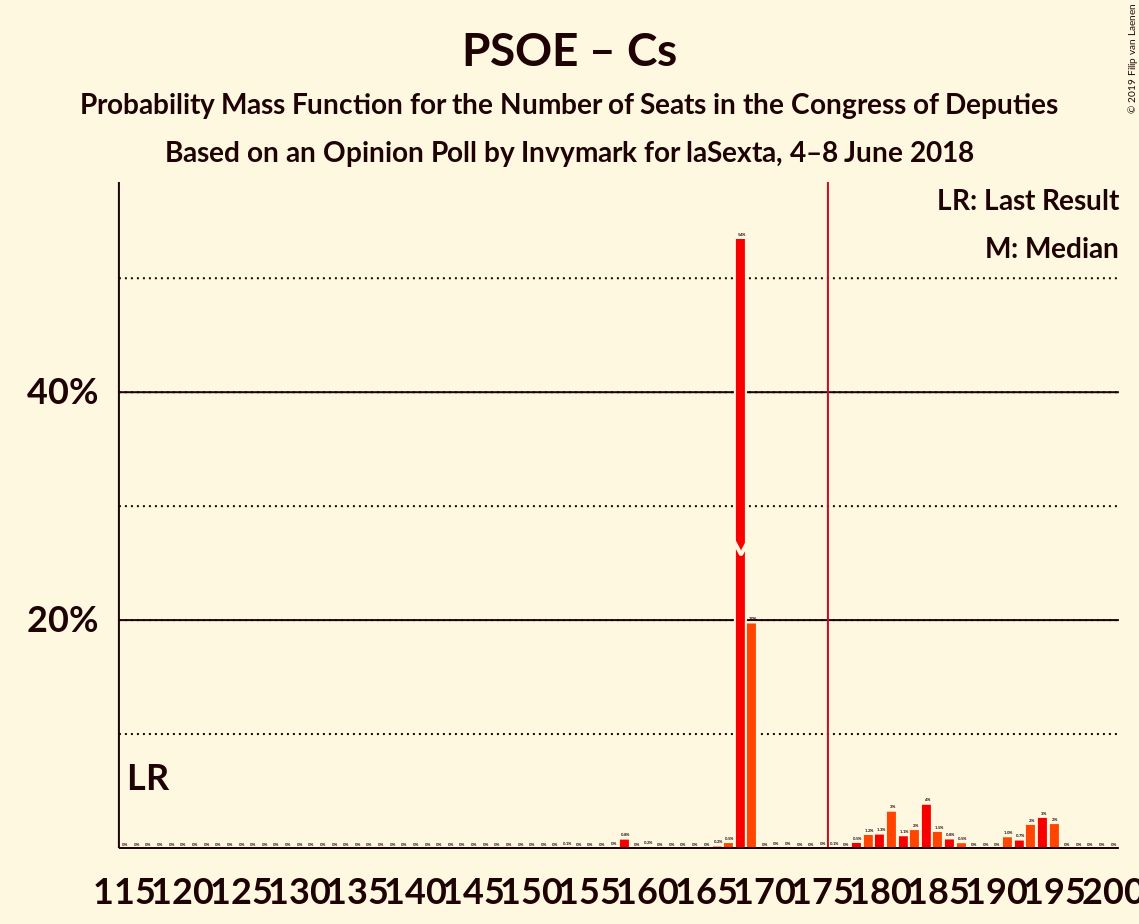 PSOE – Cs
Probability Mass Function for the Number of Seats in the Congress of Deputies
Based on an Opinion Poll by Invymark for laSexta, 4–8 June 2018
© 2019 Filip van Laenen
LR: Last Result
M: Median
40%
20%
LR
M
115 120 125 130 135 140 145 150 155 160 165 170 175 180 185 190 195 200